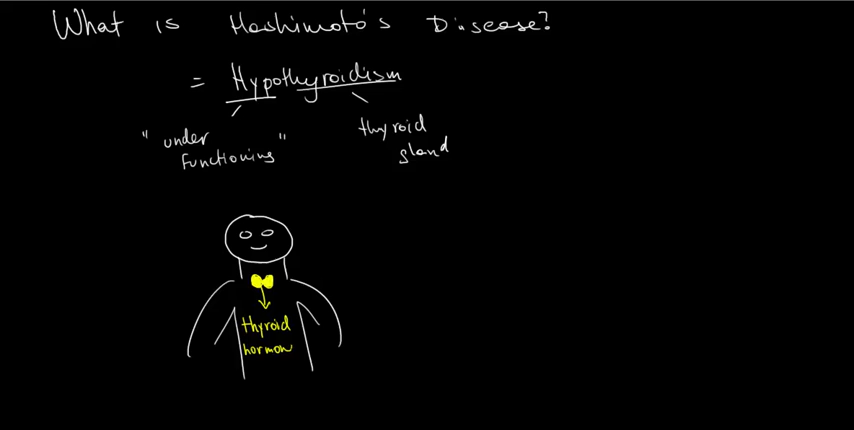 What is Hashimoto's Disease?
= Hypothyroidism
" under
functioning "
thyroid
gland
thyroid
hormon